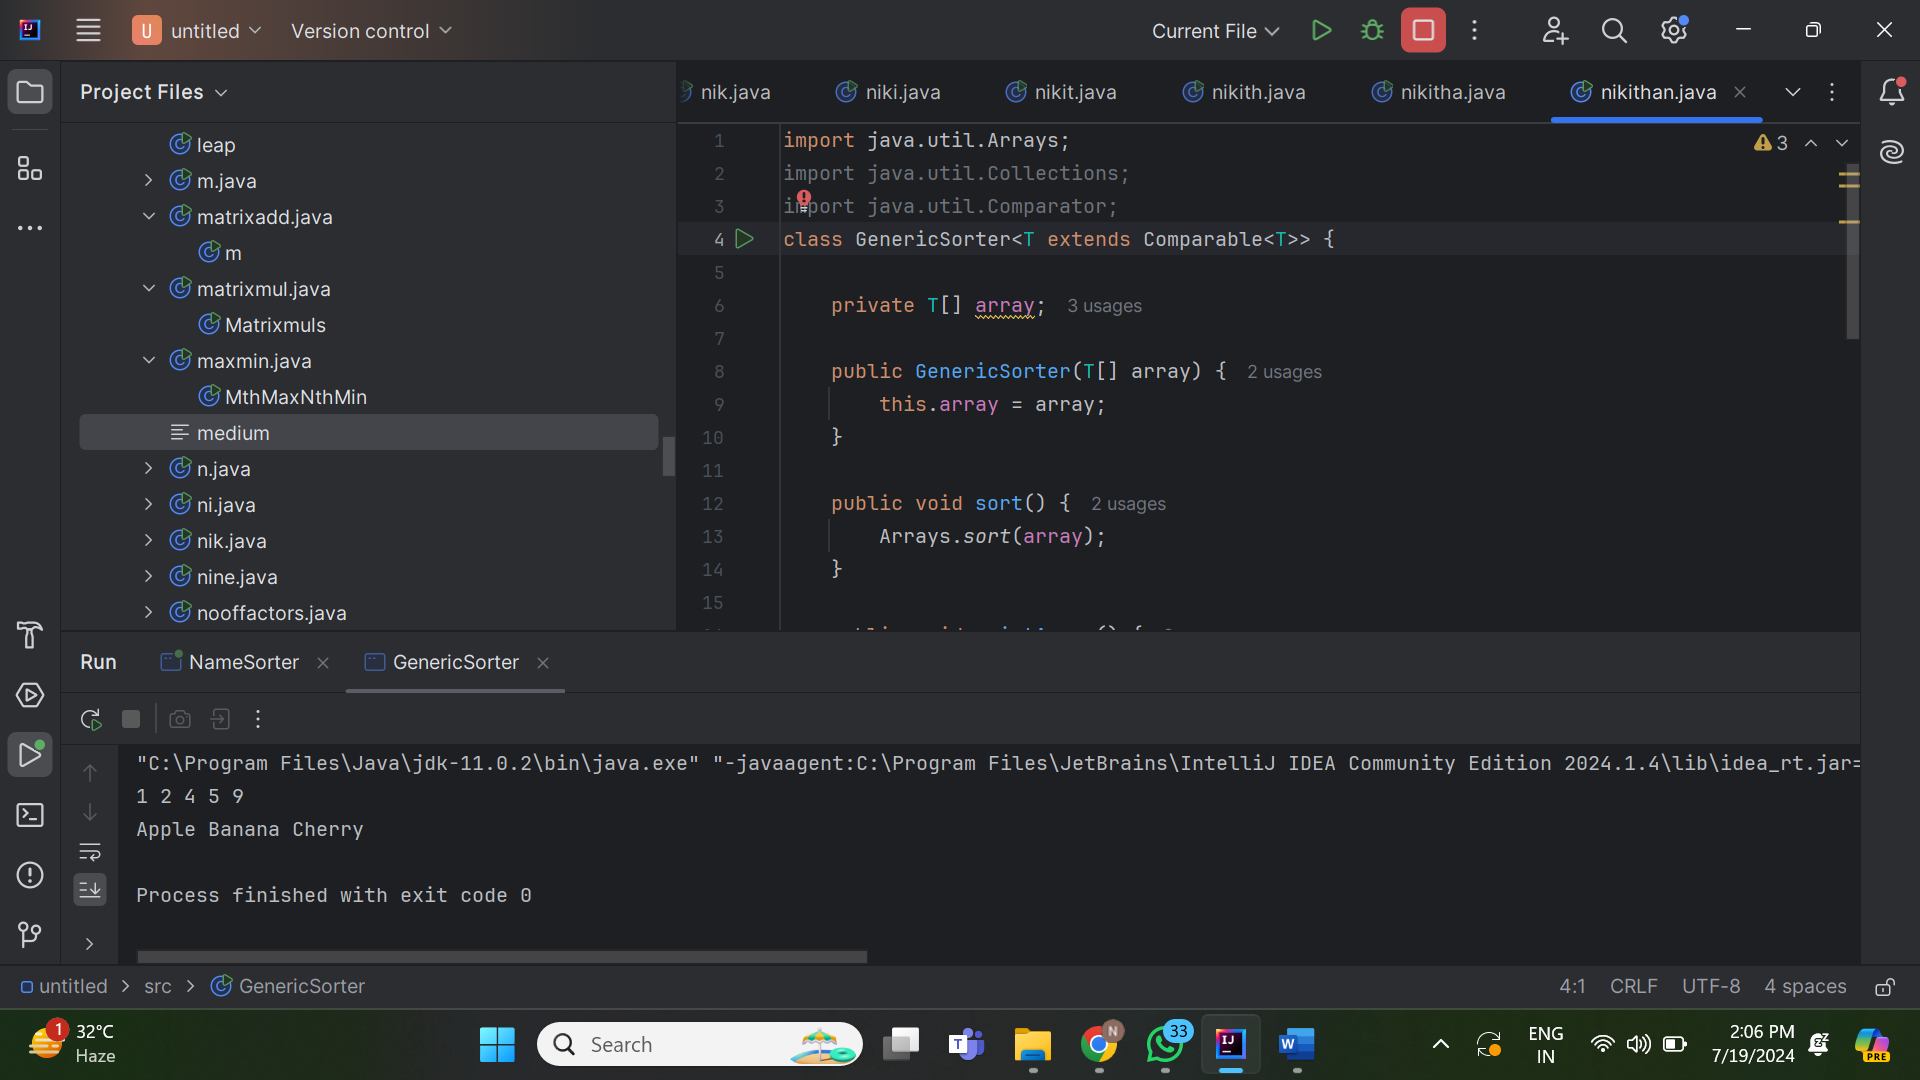 U untitled Version control Current File
Project Files
nik.java niki.java nikit.java nikith.java nikitha.java nikithan.java
leap
m.java
matrixadd.java
m
matrixmul.java
Matrixmuls
maxmin.java
MthMaxNthMin
medium
n.java
ni.java
nik.java
nine.java
nooffactors.java
3
1 import java.util.Arrays;
2 import java.util.Collections;
3 import java.util.Comparator;
4 class GenericSorter<T extends Comparable<T>> {
5
6 private T[] array; 3 usages
7
8 public GenericSorter(T[] array) { 2 usages
9 this.array = array;
10 }
11
12 public void sort() { 2 usages
13 Arrays.sort(array);
14 }
15
Run NameSorter GenericSorter
"C:\Program Files\Java\jdk-11.0.2\bin\java.exe" "-javaagent:C:\Program Files\JetBrains\IntelliJ IDEA Community Edition 2024.1.4\lib\idea_rt.jar=
1 2 4 5 9
Apple Banana Cherry
Process finished with exit code 0
untitled > src > GenericSorter 4:1 CRLF UTF-8 4 spaces
1 32°C
Haze
Search
33
ENG
IN
2:06 PM
7/19/2024
PRE